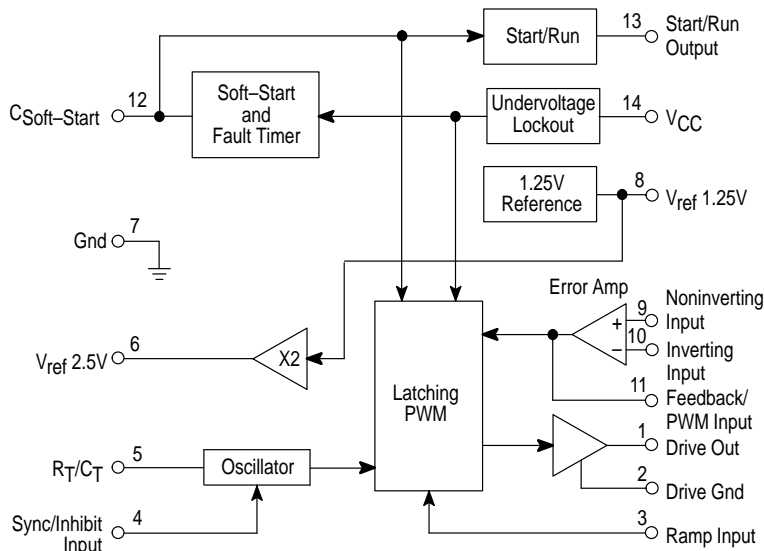 13
Start/Run
Output
Start/Run
12
CSoft–Start
Soft–Start
and
Fault Timer
Undervoltage
Lockout
14
VCC
1.25V
Reference
8
Vref 1.25V
7
Gnd
Error Amp
9
Noninverting
Input
+
10
–
Inverting
Input
6
Vref 2.5V
X2
Latching
PWM
11
Feedback/
PWM Input
1
Drive Out
5
RT/CT
Oscillator
2
Drive Gnd
4
Sync/Inhibit
Input
3
Ramp Input